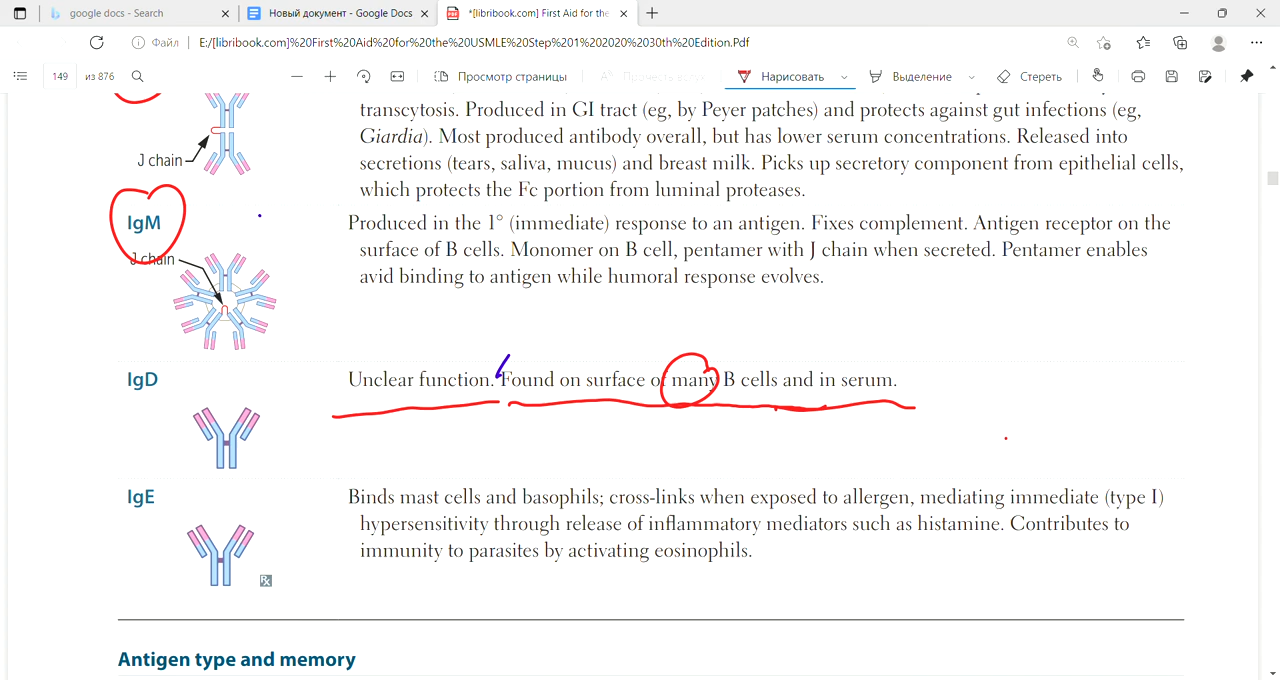 google docs - Search
Новый документ - Google Docs
*[libribook.com] First Aid for the
Файл
E:/[libribook.com]%20First%20Aid%20for%20the%20USMLE%20Step%201%202020%2030th%20Edition.Pdf
149 из 876
Просмотр страницы
Прочесть вслух
Нарисовать
Выделение
Стереть
transcytosis. Produced in GI tract (eg, by Peyer patches) and protects against gut infections (eg,
Giardia). Most produced antibody overall, but has lower serum concentrations. Released into
secretions (tears, saliva, mucus) and breast milk. Picks up secretory component from epithelial cells,
which protects the Fc portion from luminal proteases.
J chain
IgM
Produced in the 1° (immediate) response to an antigen. Fixes complement. Antigen receptor on the
surface of B cells. Monomer on B cell, pentamer with J chain when secreted. Pentamer enables
avid binding to antigen while humoral response evolves.
J chain
IgD
Unclear function. Found on surface of many B cells and in serum.
IgE
Binds mast cells and basophils; cross-links when exposed to allergen, mediating immediate (type I)
hypersensitivity through release of inflammatory mediators such as histamine. Contributes to
immunity to parasites by activating eosinophils.
Rx
Antigen type and memory